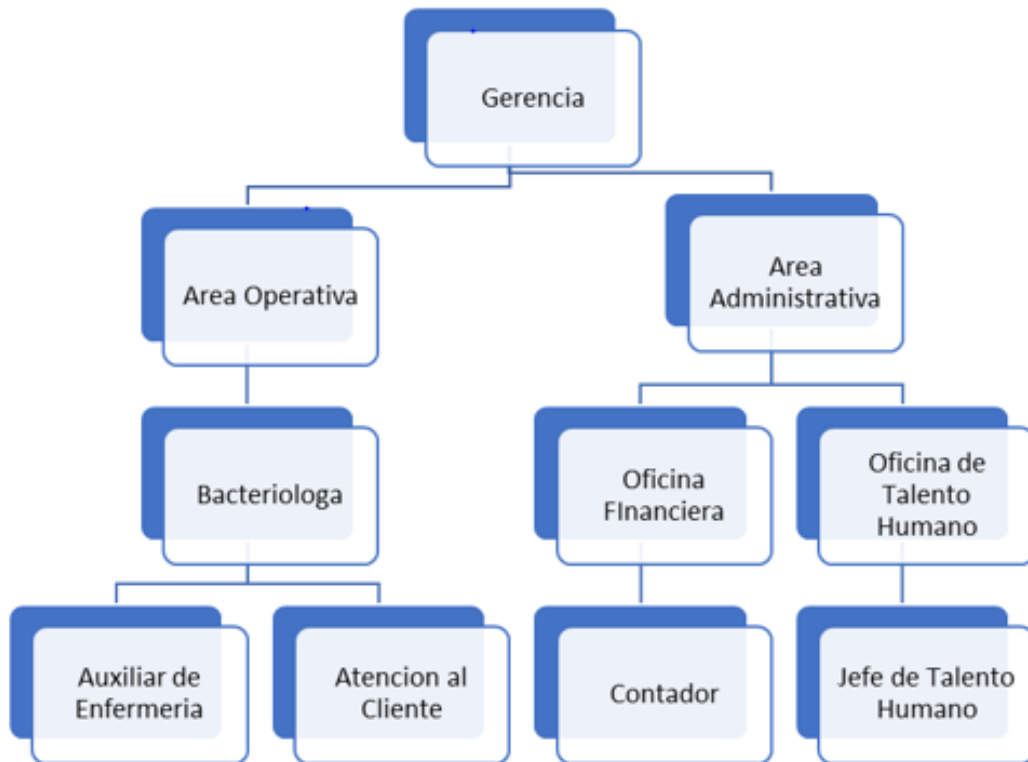 Gerencia
Area Operativa
Area
Administrativa
Bacteriologa
Oficina
FInanciera
Oficina de
Talento
Humano
Auxiliar de
Enfermeria
Atencion al
Cliente
Contador
Jefe de Talento
Humano